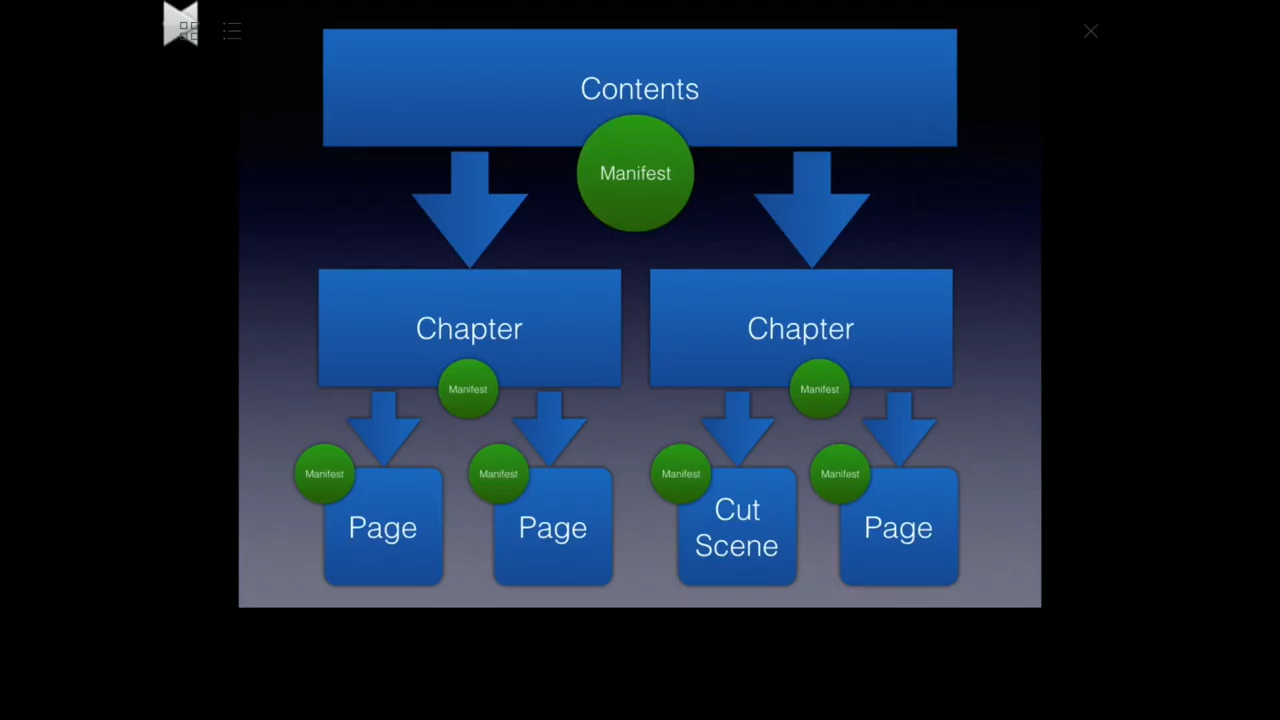 Contents
Manifest
Chapter
Chapter
Manifest
Manifest
Manifest
Manifest
Manifest
Manifest
Page
Page
Cut
Scene
Page